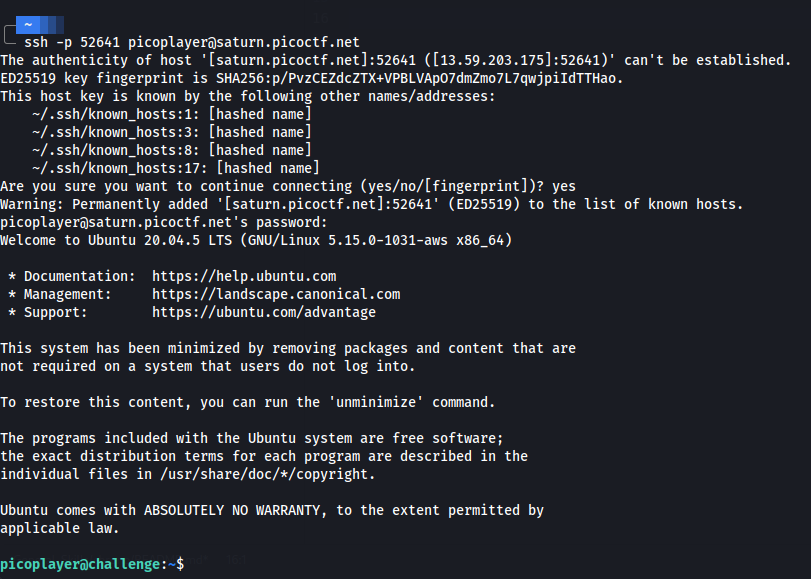 ~
ssh -p 52641 picoplayer@saturn.picoctf.net
The authenticity of host '[saturn.picoctf.net]:52641 ([13.59.203.175]:52641)' can't be established.
ED25519 key fingerprint is SHA256:p/PvzCEZdcZTX+VPBLVApO7dmZmo7L7qwjpiIdTTHao.
This host key is known by the following other names/addresses:
    ~/.ssh/known_hosts:1: [hashed name]
    ~/.ssh/known_hosts:3: [hashed name]
    ~/.ssh/known_hosts:8: [hashed name]
    ~/.ssh/known_hosts:17: [hashed name]
Are you sure you want to continue connecting (yes/no/[fingerprint])? yes
Warning: Permanently added '[saturn.picoctf.net]:52641' (ED25519) to the list of known hosts.
picoplayer@saturn.picoctf.net's password:
Welcome to Ubuntu 20.04.5 LTS (GNU/Linux 5.15.0-1031-aws x86_64)

 * Documentation:  https://help.ubuntu.com
 * Management:     https://landscape.canonical.com
 * Support:        https://ubuntu.com/advantage

This system has been minimized by removing packages and content that are
not required on a system that users do not log into.

To restore this content, you can run the 'unminimize' command.

The programs included with the Ubuntu system are free software;
the exact distribution terms for each program are described in the
individual files in /usr/share/doc/*/copyright.

Ubuntu comes with ABSOLUTELY NO WARRANTY, to the extent permitted by
applicable law.

picoplayer@challenge:~$